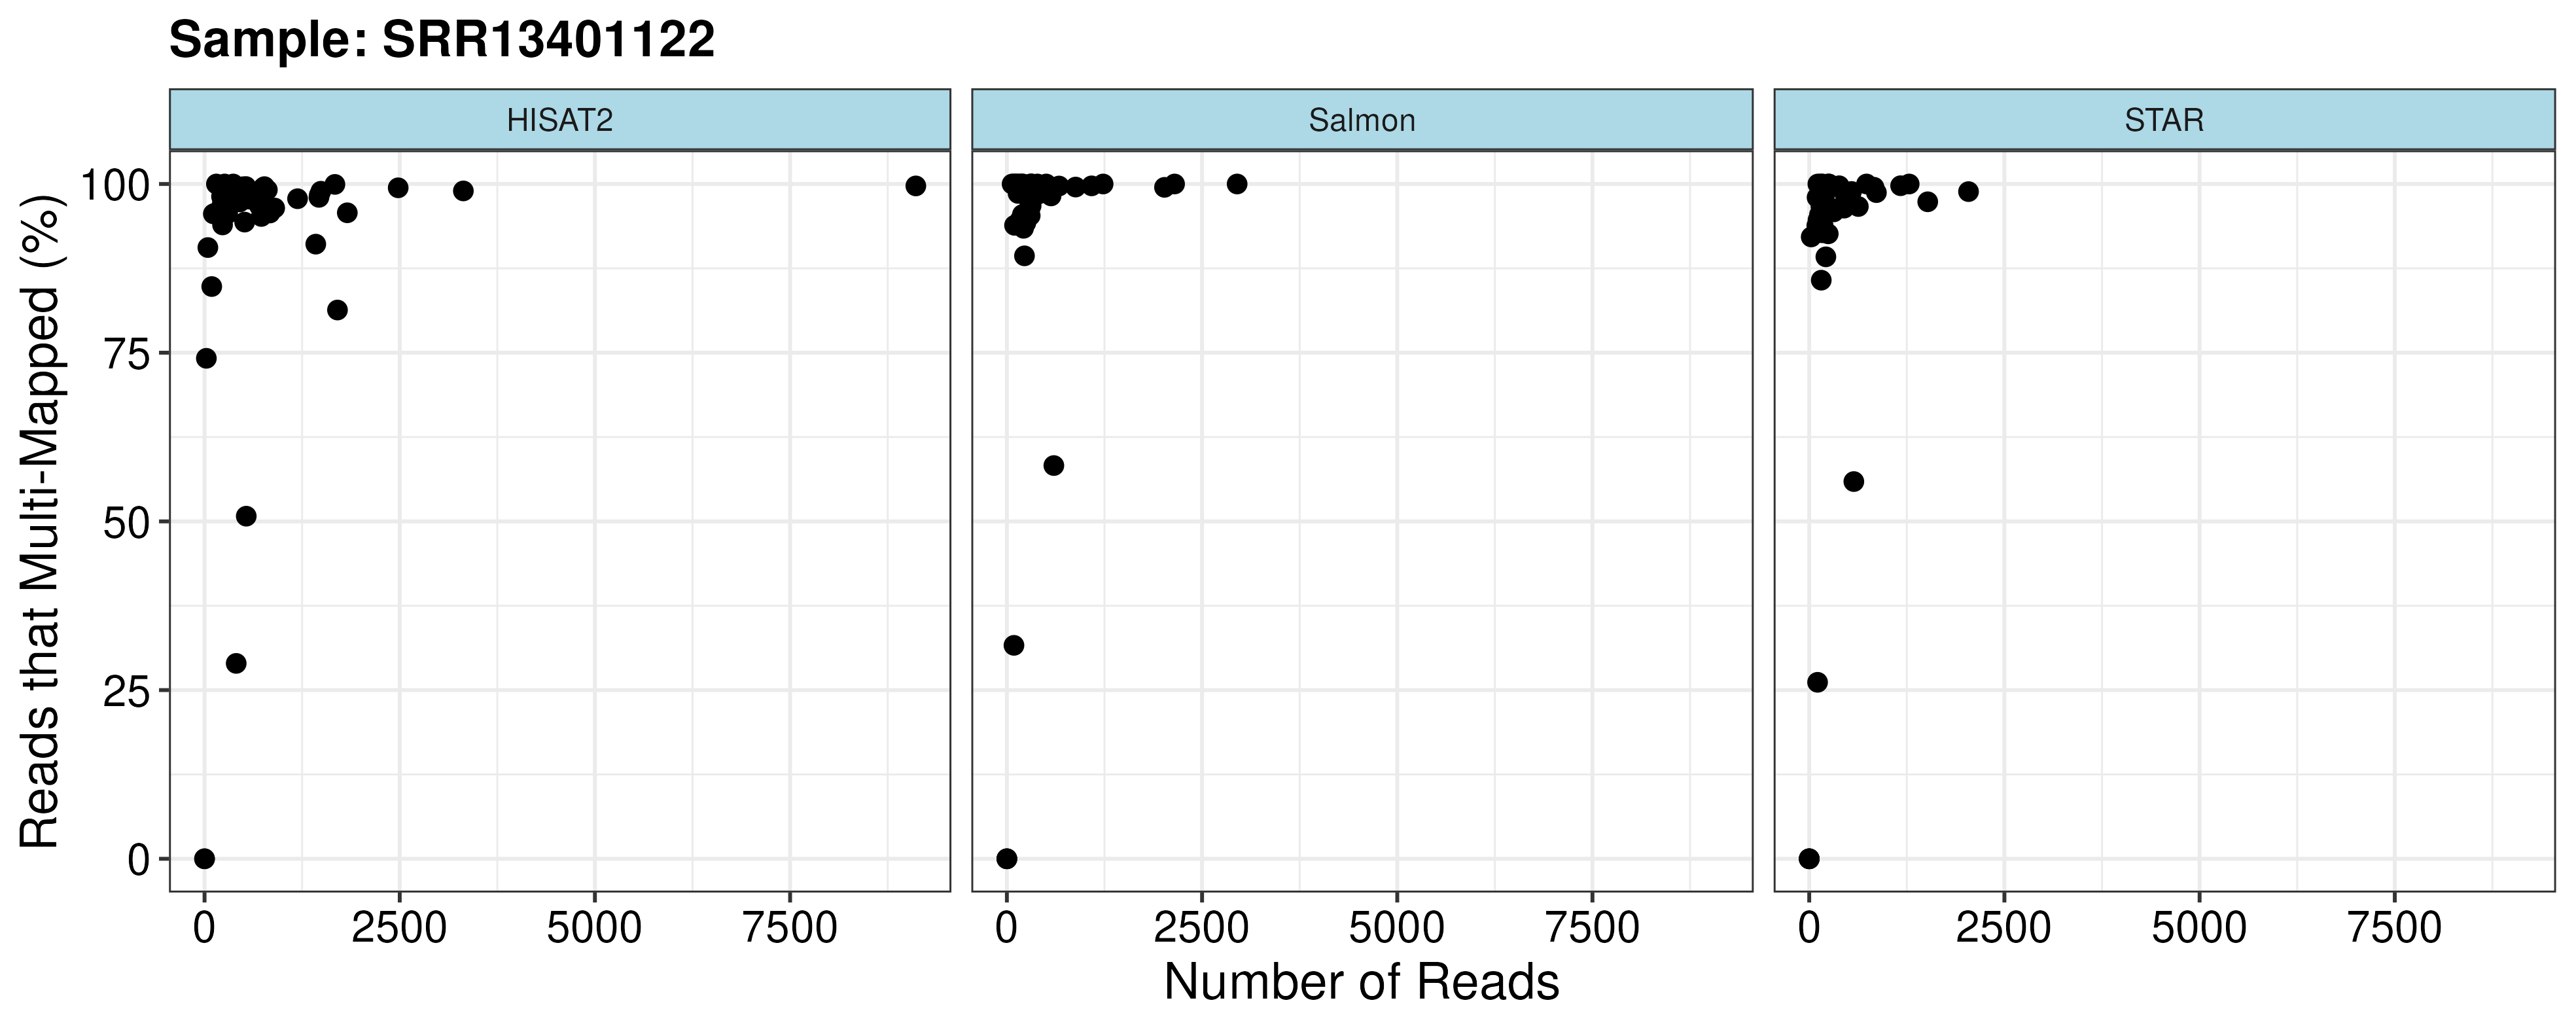 Sample: SRR13401122
HISAT2
Salmon
STAR
Reads that Multi-Mapped (%)
100
75
50
25
0
0 2500 5000 7500
0 2500 5000 7500
0 2500 5000 7500
Number of Reads